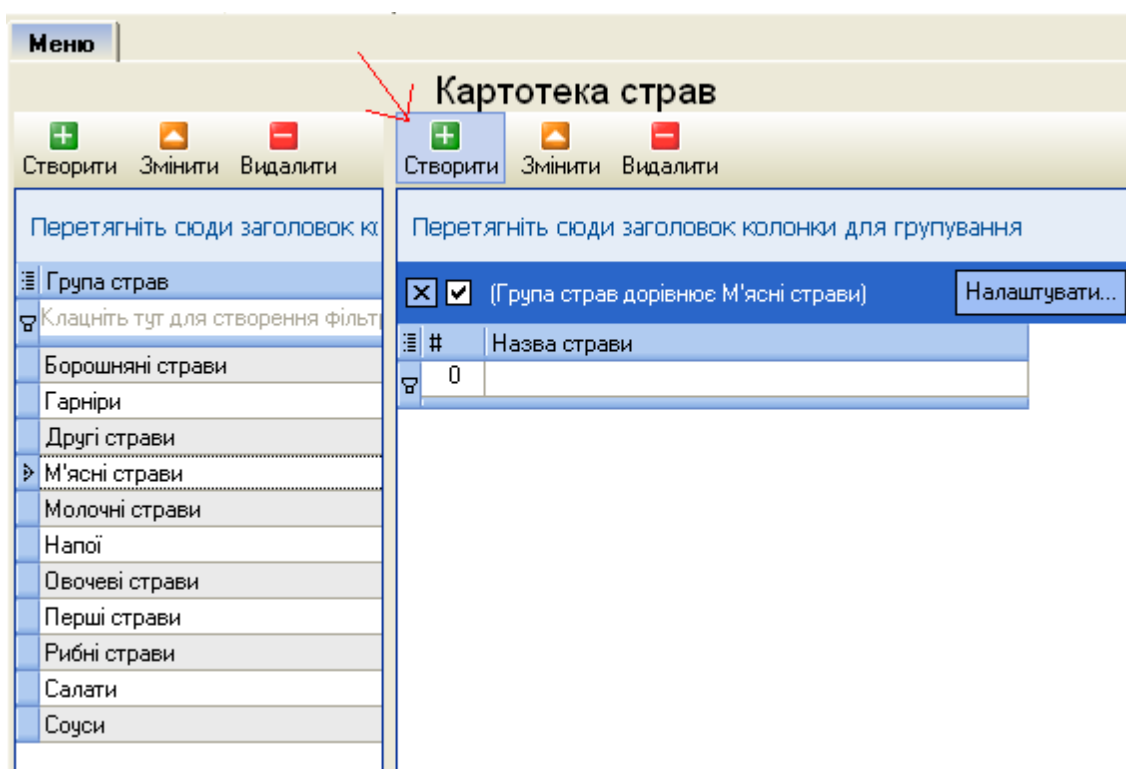 Меню
Картотека страв
Створити Змінити Видалити
Створити Змінити Видалити
Перетягніть сюди заголовок
Перетягніть сюди заголовок колонки для групування
Група страв
Клацніть тут для створення
(Група страв дорівнює М'ясні страви)
Налаштувати...
# Назва страви
0
Борошняні страви
Гарніри
Другі страви
М'ясні страви
Молочні страви
Напої
Овочеві страви
Перші страви
Рибні страви
Салати
Соуси